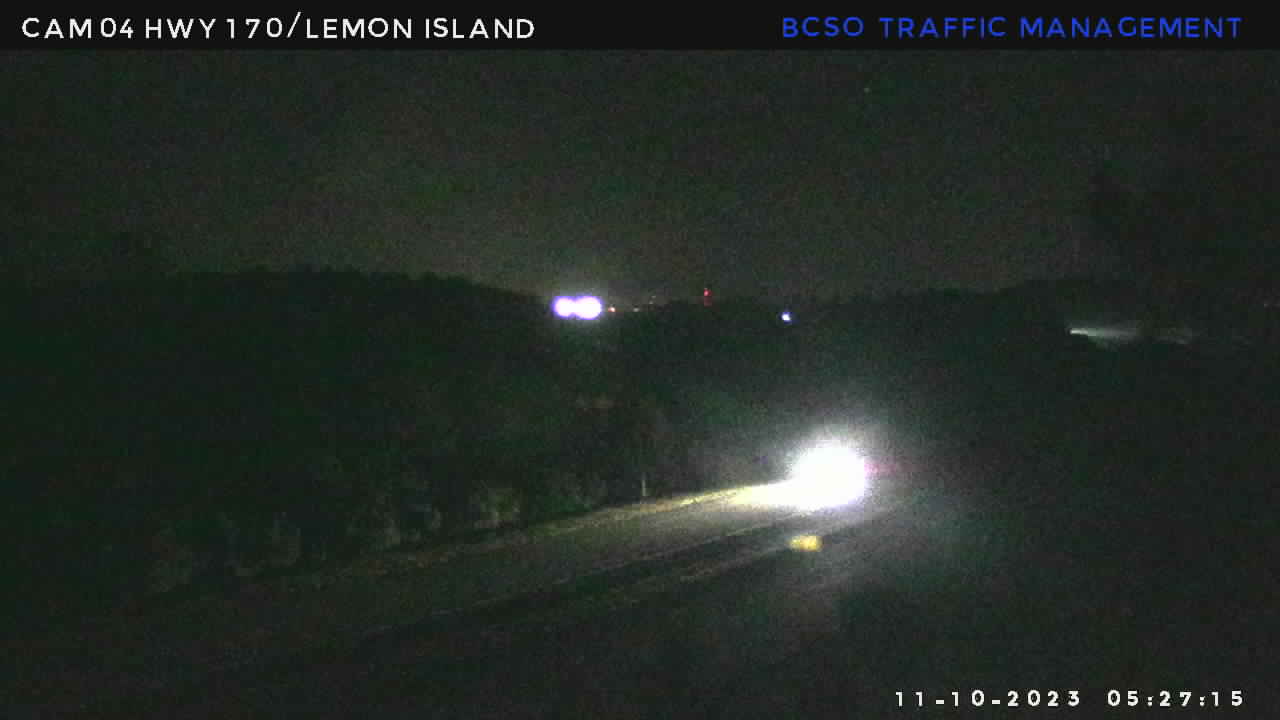 CAM04 HWY 170/LEMON ISLAND
BCSO TRAFFIC MANAGEMENT
11-10-2023 05:27:15